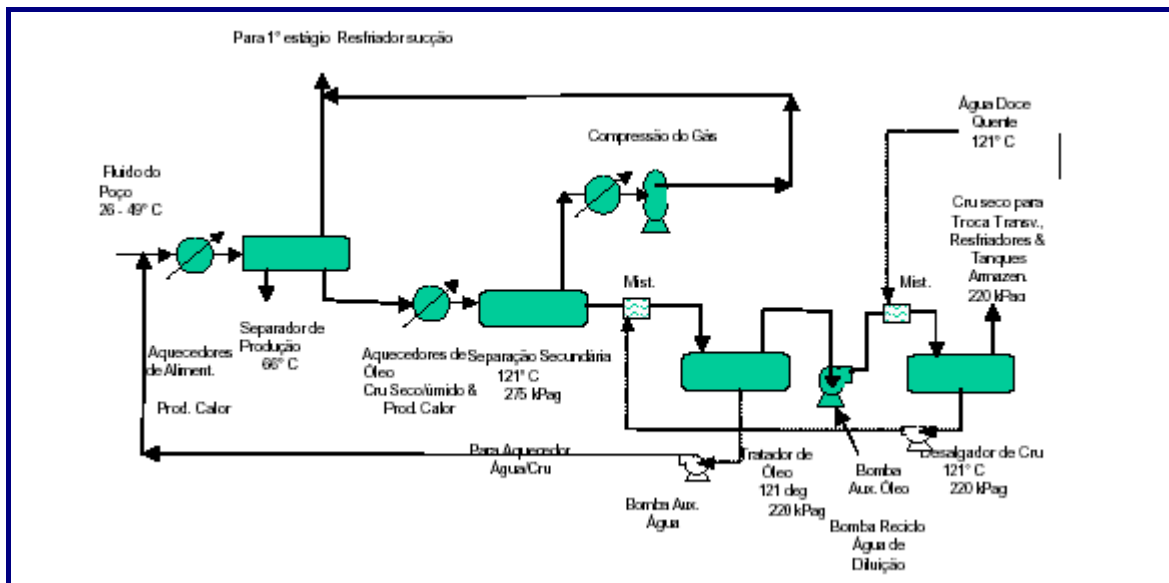 Para 1º estágio Resfriador sucção
Água Doce
Quente
121° C
Compressão do Gás
Fluido do
Poço
26 - 49° C
Cru seco para
Troca Transv.,
Resfriadores &
Tanques
Armazen.
220 kPag
Mist.
Mist.
Separador de
Produção
66° C
Aquecedores
de Aliment.
Prod. Calor
Aquecedores de
Óleo
Cru Seco/úmido &
Prod. Calor
Separação Secundária
121° C
275 kPag
Para Aquecedor
Água/Cru
Tratador de
Óleo
121 deg
220 kPag
Bomba
Aux. Óleo
Desalgador de Cru
121° C
220 kPag
Bomba Aux.
Água
Bomba Reciclo
Água de
Diluição